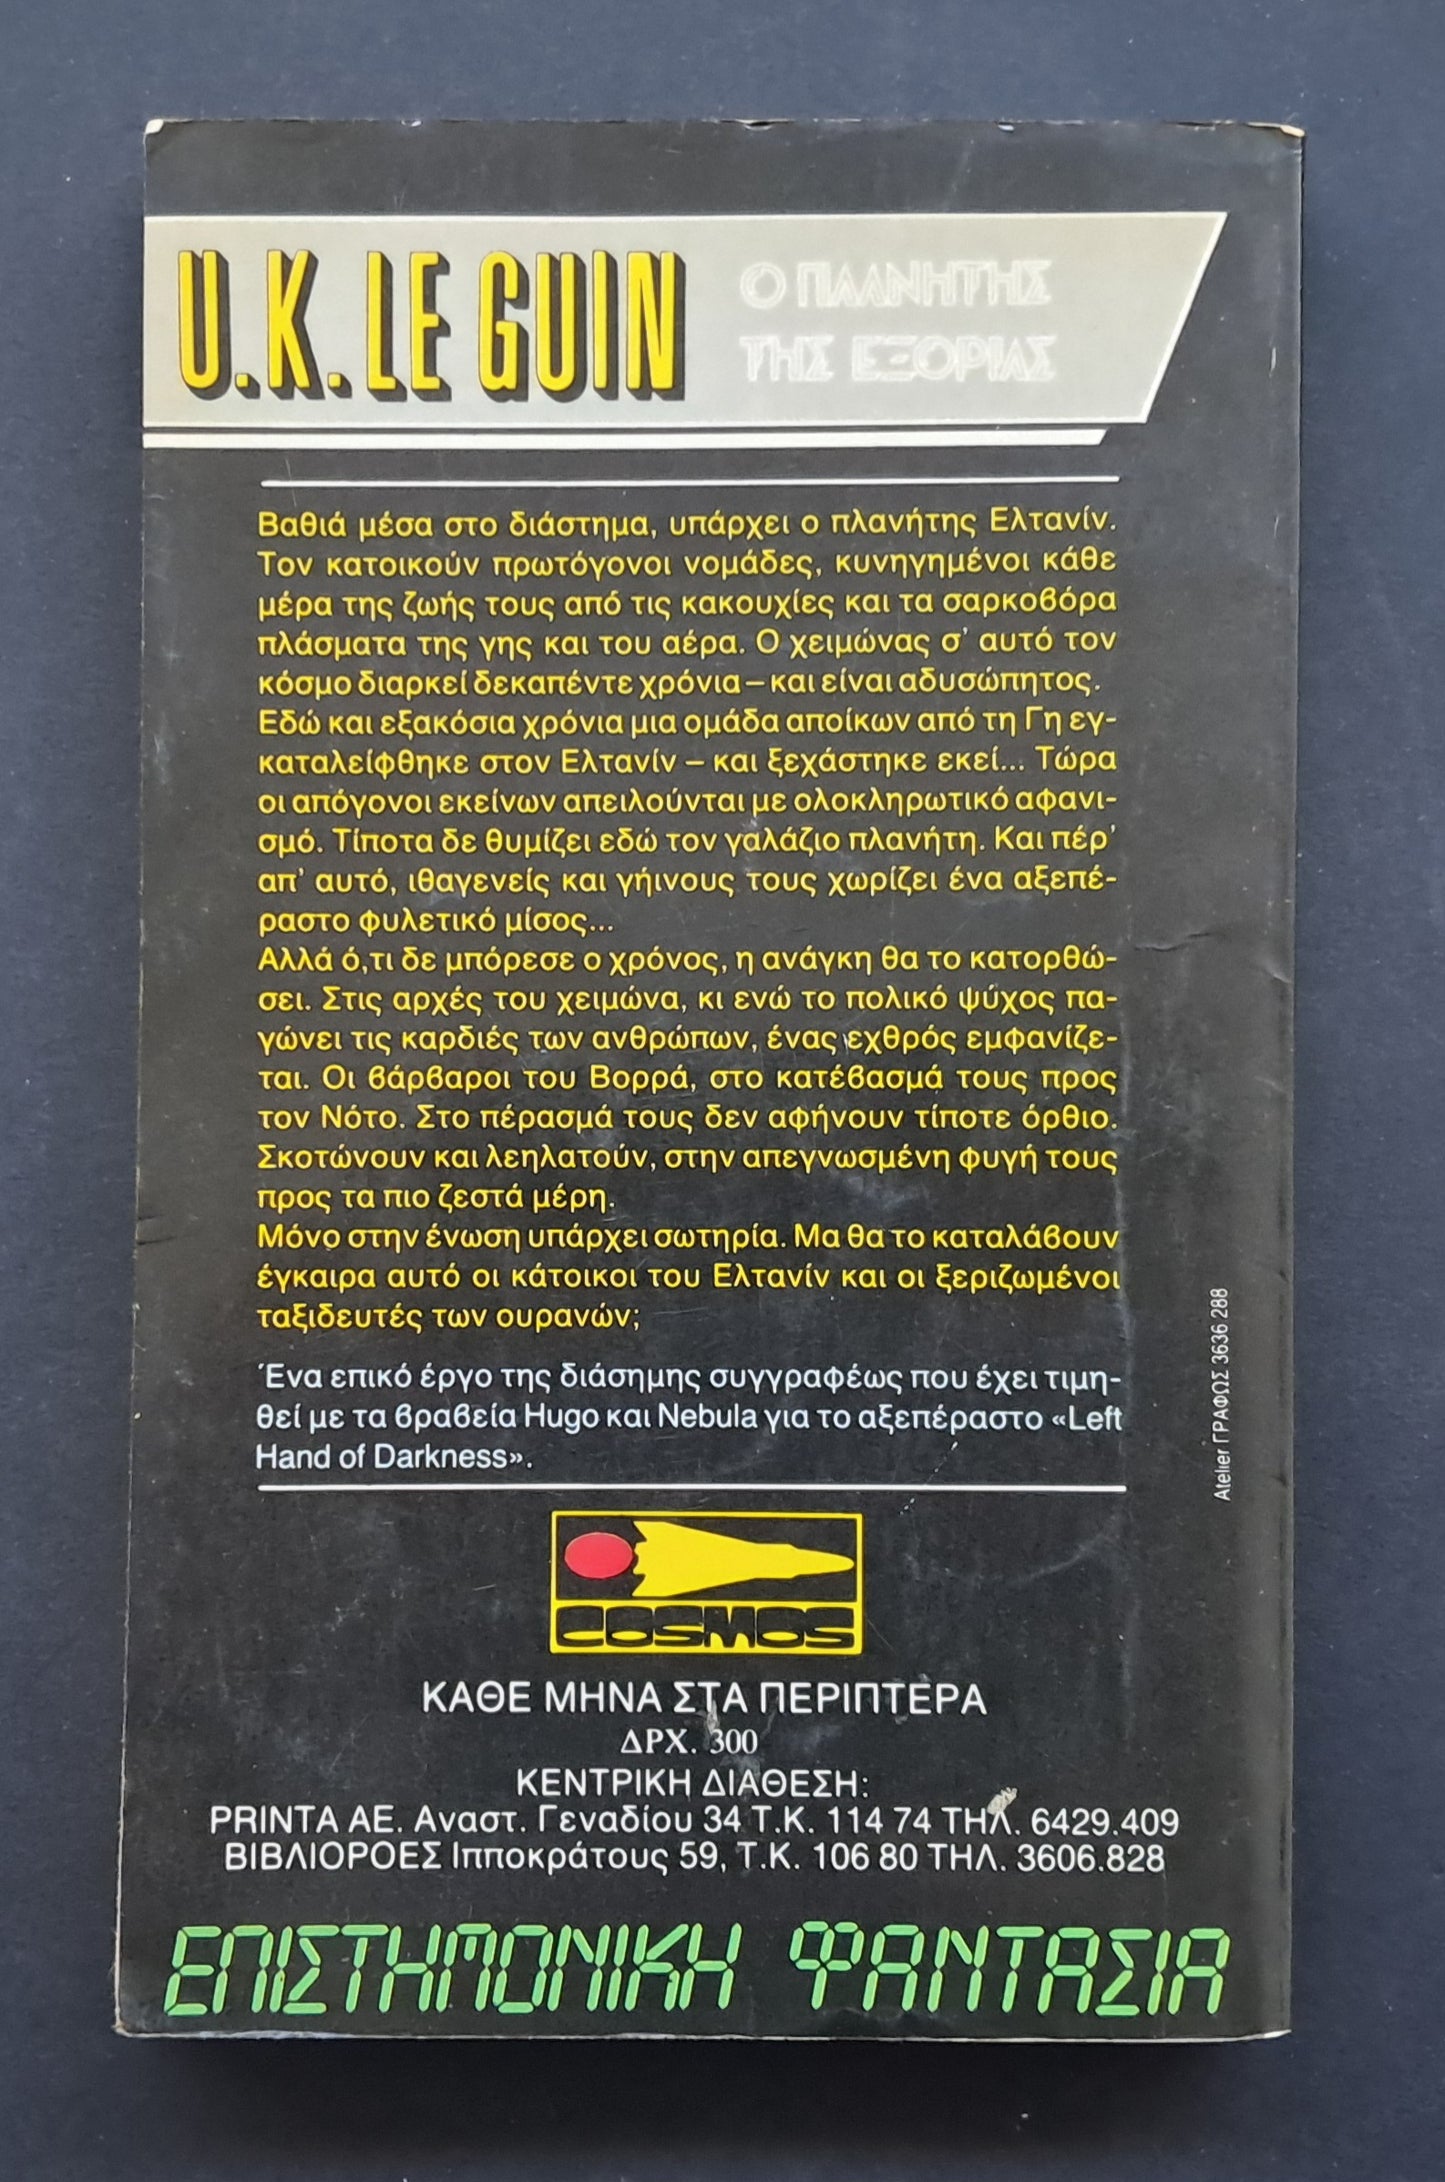 U.K. LE GUIN
Ο ΠΛΑΝΗΤΗΣ
ΤΗΣ ΕΞΟΡΙΑΣ
Βαθιά μέσα στο διάστημα, υπάρχει ο πλανήτης Ελτανίν.
Τον κατοικούν πρωτόγονοι νομάδες, κυνηγημένοι κάθε
μέρα της ζωής τους από τις κακουχίες και τα σαρκοβόρα
πλάσματα της γης και του αέρα. Ο χειμώνας σ' αυτό τον
κόσμο διαρκεί δεκαπέντε χρόνια – και είναι αδυσώπητος.
Εδώ και εξακόσια χρόνια μια ομάδα αποίκων από τη Γη εγ-
καταλείφθηκε στον Ελτανίν – και ξεχάστηκε εκεί... Τώρα
οι απόγονοι εκείνων απειλούνται με ολοκληρωτικό αφανι-
σμό. Τίποτα δε θυμίζει εδώ τον γαλάζιο πλανήτη. Και πέρ'
απ' αυτό, ιθαγενείς και γήινους τους χωρίζει ένα αξεπέ-
ραστο φυλετικό μίσος...
Αλλά ό,τι δε μπόρεσε ο χρόνος, η ανάγκη θα το κατορθώ-
σει. Στις αρχές του χειμώνα, κι ενώ το πολικό ψύχος πα-
γώνει τις καρδιές των ανθρώπων, ένας εχθρός εμφανίζε-
ται. Οι βάρβαροι του Βορρά, στο κατέβασμά τους προς
τον Νότο. Στο πέρασμά τους δεν αφήνουν τίποτε όρθιο.
Σκοτώνουν και λεηλατούν, στην απεγνωσμένη φυγή τους
προς τα πιο ζεστά μέρη.
Μόνο στην ένωση υπάρχει σωτηρία. Μα θα το καταλάβουν
έγκαιρα αυτό οι κάτοικοι του Ελτανίν και οι ξεριζωμένοι
ταξιδευτές των ουρανών;
Ένα επικό έργο της διάσημης συγγραφέως που έχει τιμη-
θεί με τα βραβεία Hugo και Nebula για το αξεπέραστο «Left
Hand of Darkness».
Atelier ΓΡΑΦΩΣ 3636 288
COSMOS
ΚΑΘΕ ΜΗΝΑ ΣΤΑ ΠΕΡΙΠΤΕΡΑ
ΔΡΧ. 300
ΚΕΝΤΡΙΚΗ ΔΙΑΘΕΣΗ:
PRINTA AE. Αναστ. Γεναδίου 34 Τ.Κ. 114 74 ΤΗΛ. 6429.409
ΒΙΒΛΙΟΡΟΕΣ Ιπποκράτους 59, Τ.Κ. 106 80 ΤΗΛ. 3606.828
ΕΠΙΣΤΗΜΟΝΙΚΗ ΦΑΝΤΑΣΙΑ